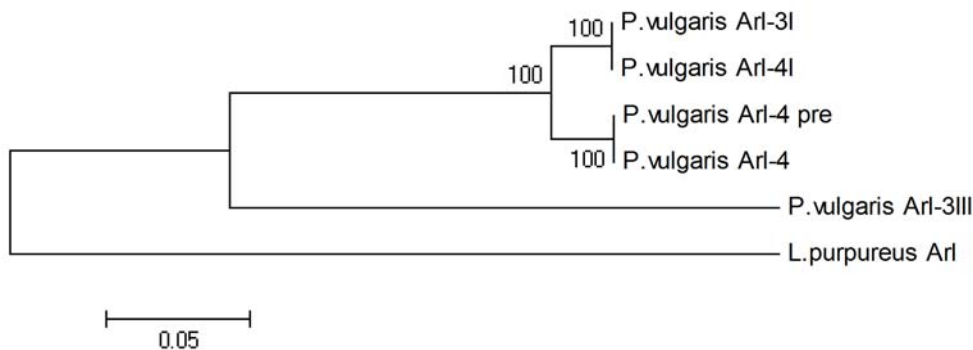 P.vulgaris Arl-3I
100
P.vulgaris Arl-4I
100
P.vulgaris Arl-4 pre
100
P.vulgaris Arl-4
P.vulgaris Arl-3III
L.purpureus Arl
0.05